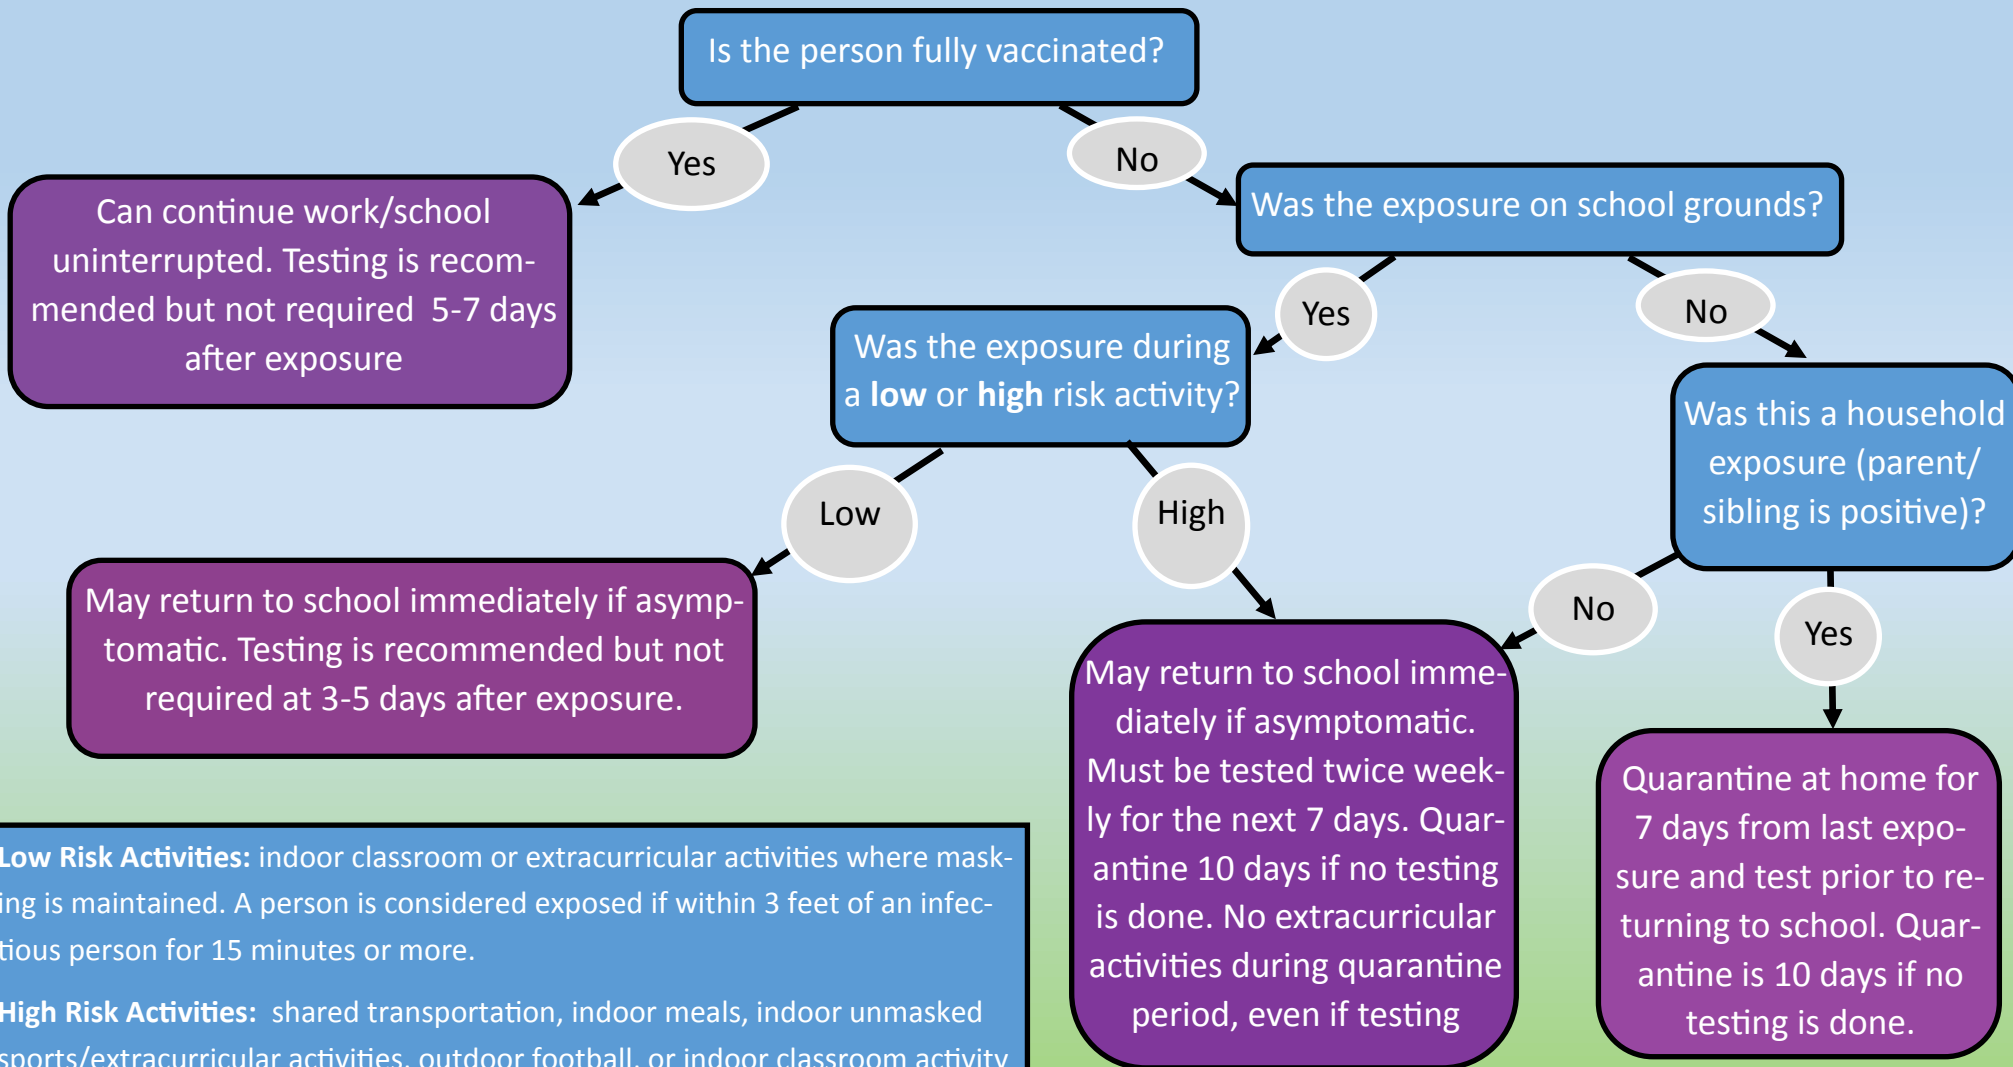 Is the person fully vaccinated?
Yes
No
Can continue work/school
uninterrupted. Testing is recom-
mended but not required  5-7 days
after exposure
Was the exposure on school grounds?
Yes
No
Was the exposure during
a low or high risk activity?
Was this a household
exposure (parent/
sibling is positive)?
Low
High
No
Yes
May return to school immediately if asymp-
tomatic. Testing is recommended but not
required at 3-5 days after exposure.
May return to school imme-
diately if asymptomatic.
Must be tested twice week-
ly for the next 7 days. Quar-
antine 10 days if no testing
is done. No extracurricular
activities during quarantine
period, even if testing
Quarantine at home for
7 days from last expo-
sure and test prior to re-
turning to school. Quar-
antine is 10 days if no
testing is done.
Low Risk Activities: indoor classroom or extracurricular activities where mask-
ing is maintained. A person is considered exposed if within 3 feet of an infec-
tious person for 15 minutes or more.
High Risk Activities:  shared transportation, indoor meals, indoor unmasked
sports/extracurricular activities, outdoor football, or indoor classroom activity